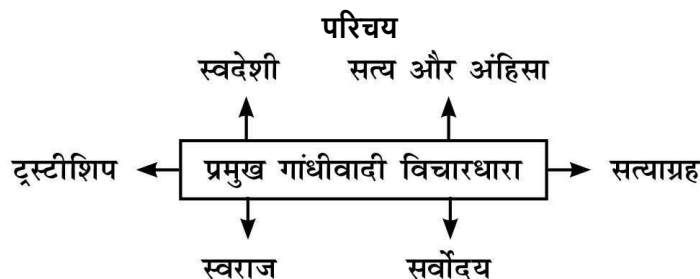 परिचय
स्वदेशी सत्य और अंहिसा
ट्रस्टीशिप प्रमुख गांधीवादी विचारधारा सत्याग्रह
स्वराज सर्वोदय